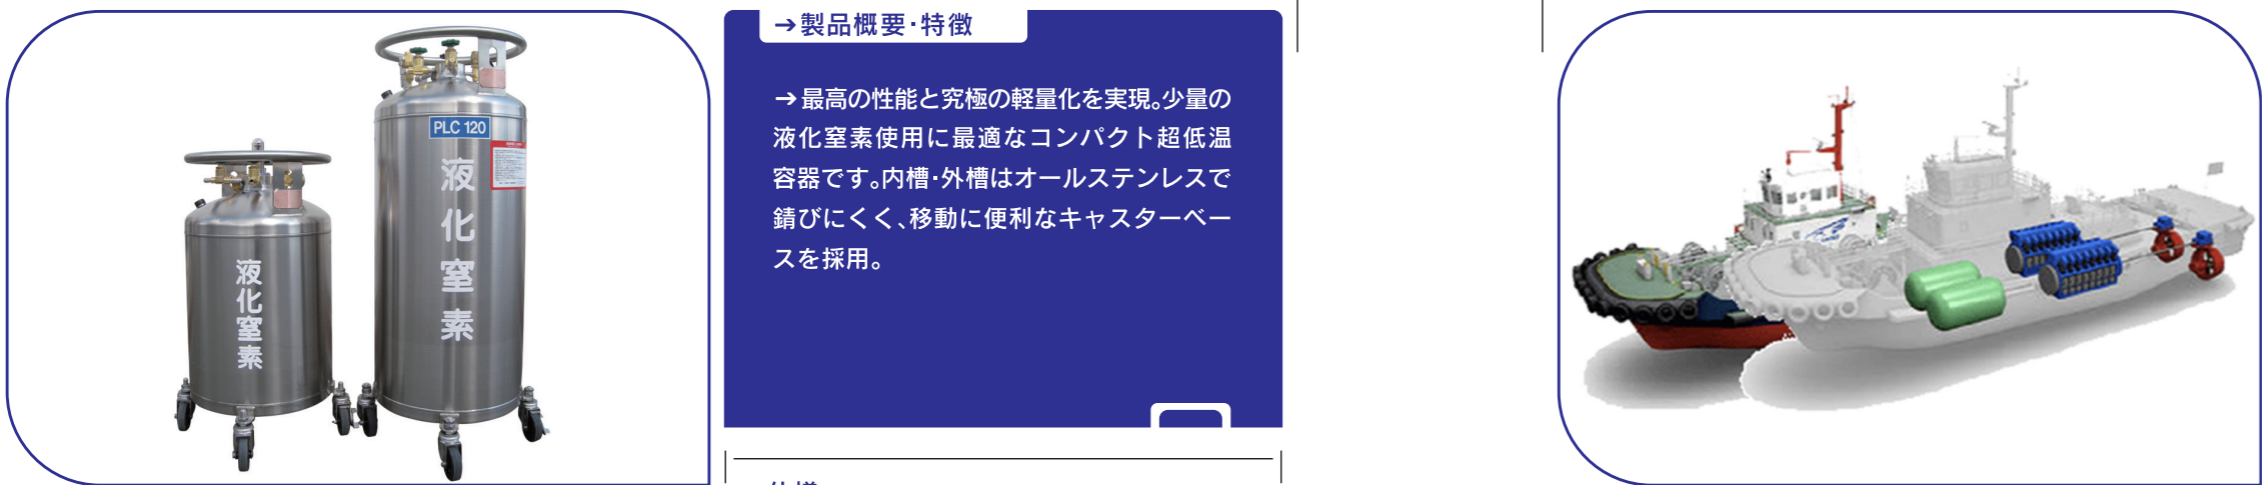 液化窒素
PLC 120
液化窒素
→製品概要・特徴
→最高の性能と究極の軽量化を実現。少量の
液化窒素使用に最適なコンパクト超低温
容器です。内槽・外槽はオールステンレスで
錆びにくく、移動に便利なキャスターベー
スを採用。